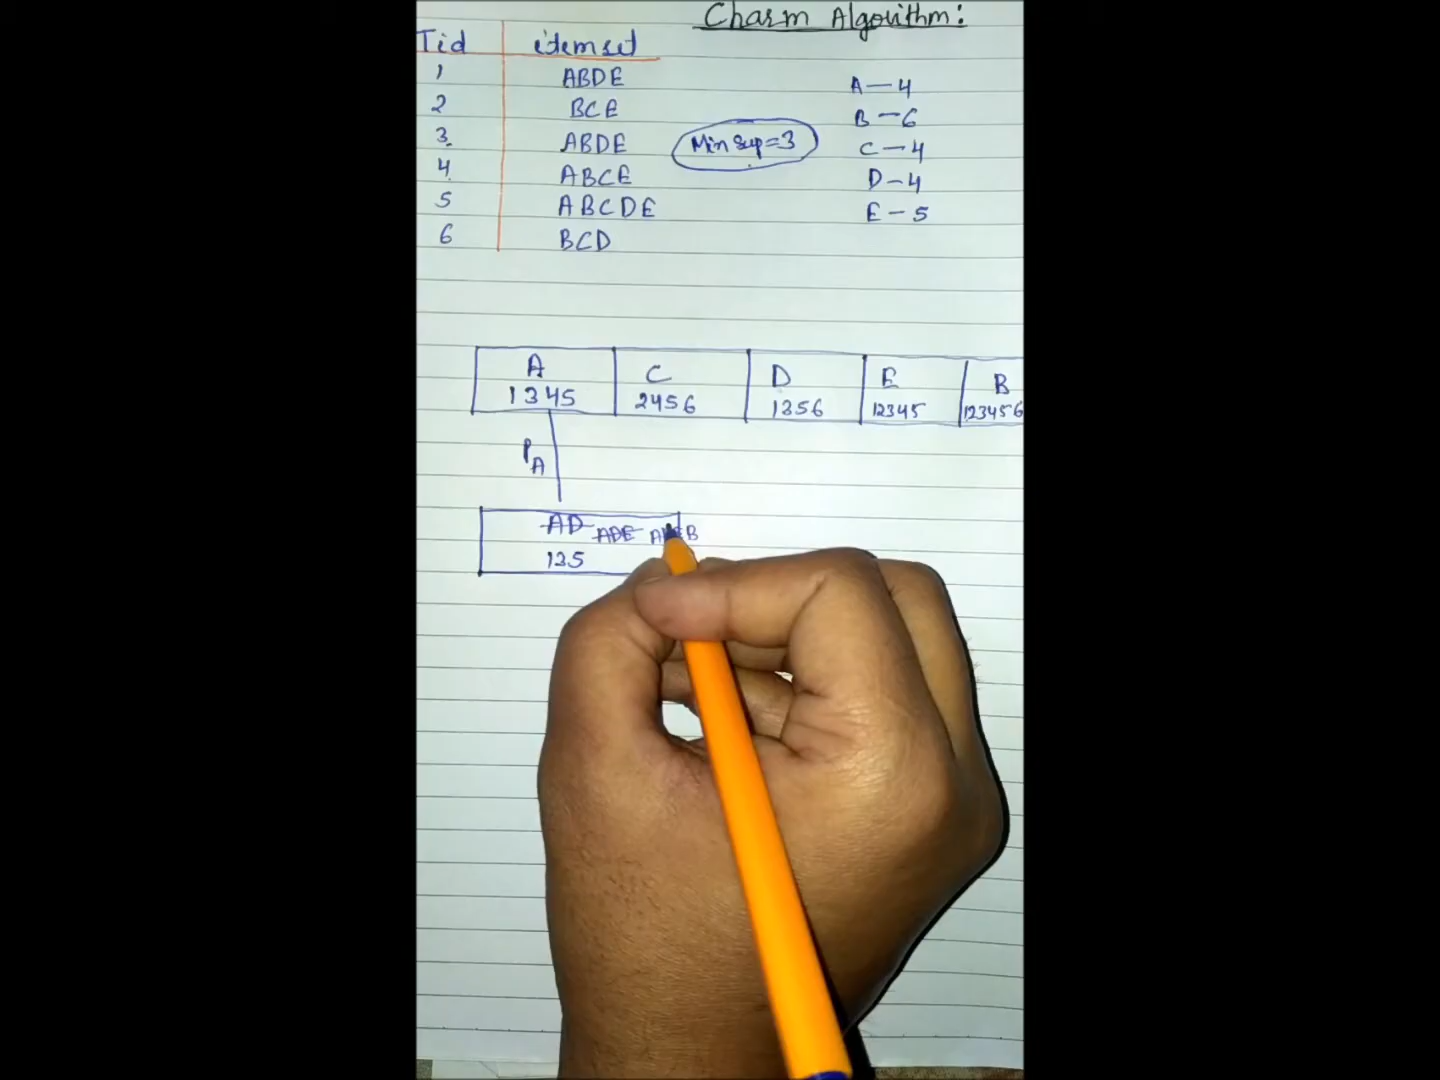 Charm Algorithm:
Tid itemset
1 ABDE
2 BCE
3 ABDE
4 ABCE
5 ABCDE
6 BCD
Min Sup=3
A - 4
B - 6
C - 4
D - 4
E - 5
A C D E B
1345 2456 1356 12345 123456
PA
AD ADE
135